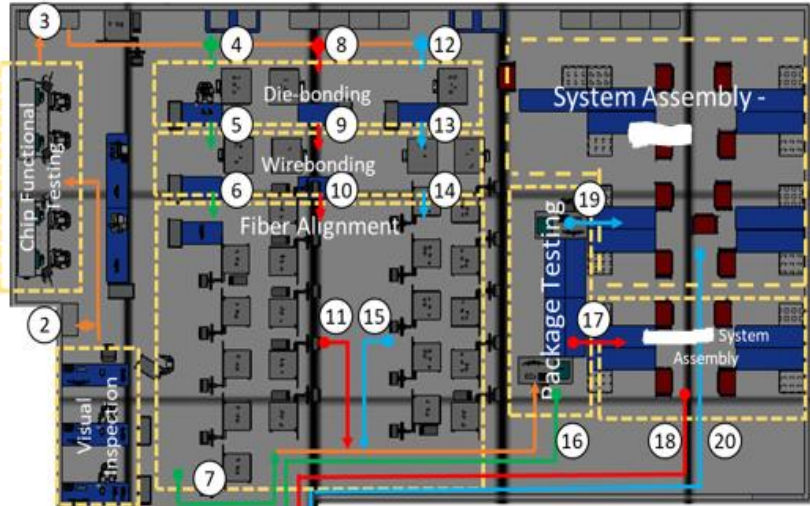 3
4
8
12
Die-bonding
System Assembly -
5
9
13
Chip Functional
Testing
Wirebonding
6
10
14
19
Fiber Alignment
Package Testing
2
11
15
17
System
Assembly
Visual
Inspection
7
16
18
20